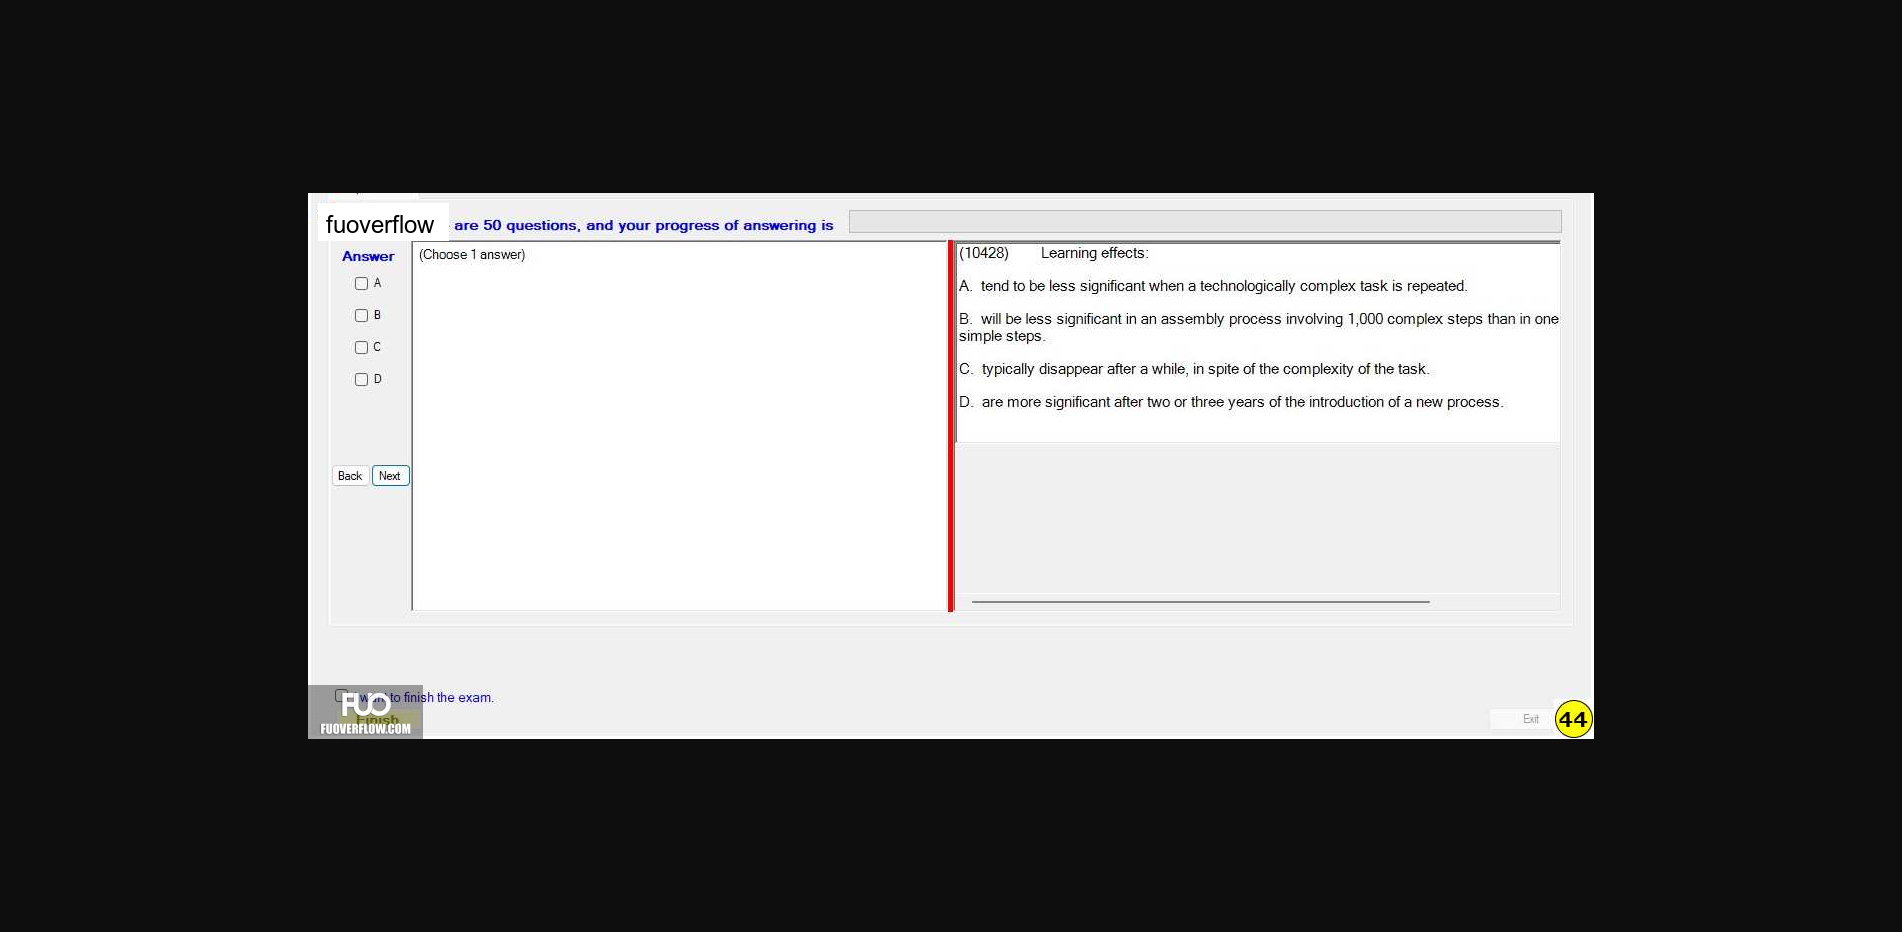 fuoverflow are 50 questions, and your progress of answering is
Answer
A
B
C
D
Back Next
(Choose 1 answer)
(10428) Learning effects:
A. tend to be less significant when a technologically complex task is repeated.
B. will be less significant in an assembly process involving 1,000 complex steps than in one
simple steps.
C. typically disappear after a while, in spite of the complexity of the task.
D. are more significant after two or three years of the introduction of a new process.
want to finish the exam.
Finish
FUO
FUOVERFLOW.COM
Exit
44